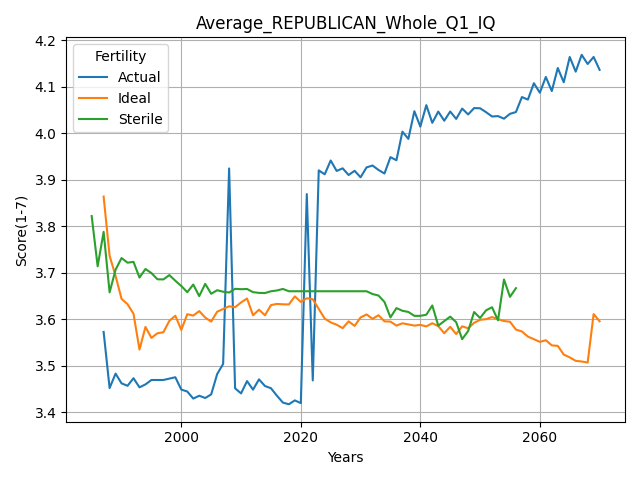 Average_REPUBLICAN_Whole_Q1_IQ
Fertility
Actual
Ideal
Sterile
Score(1-7)
4.2
4.1
4.0
3.9
3.8
3.7
3.6
3.5
3.4
2000
2020
2040
2060
Years